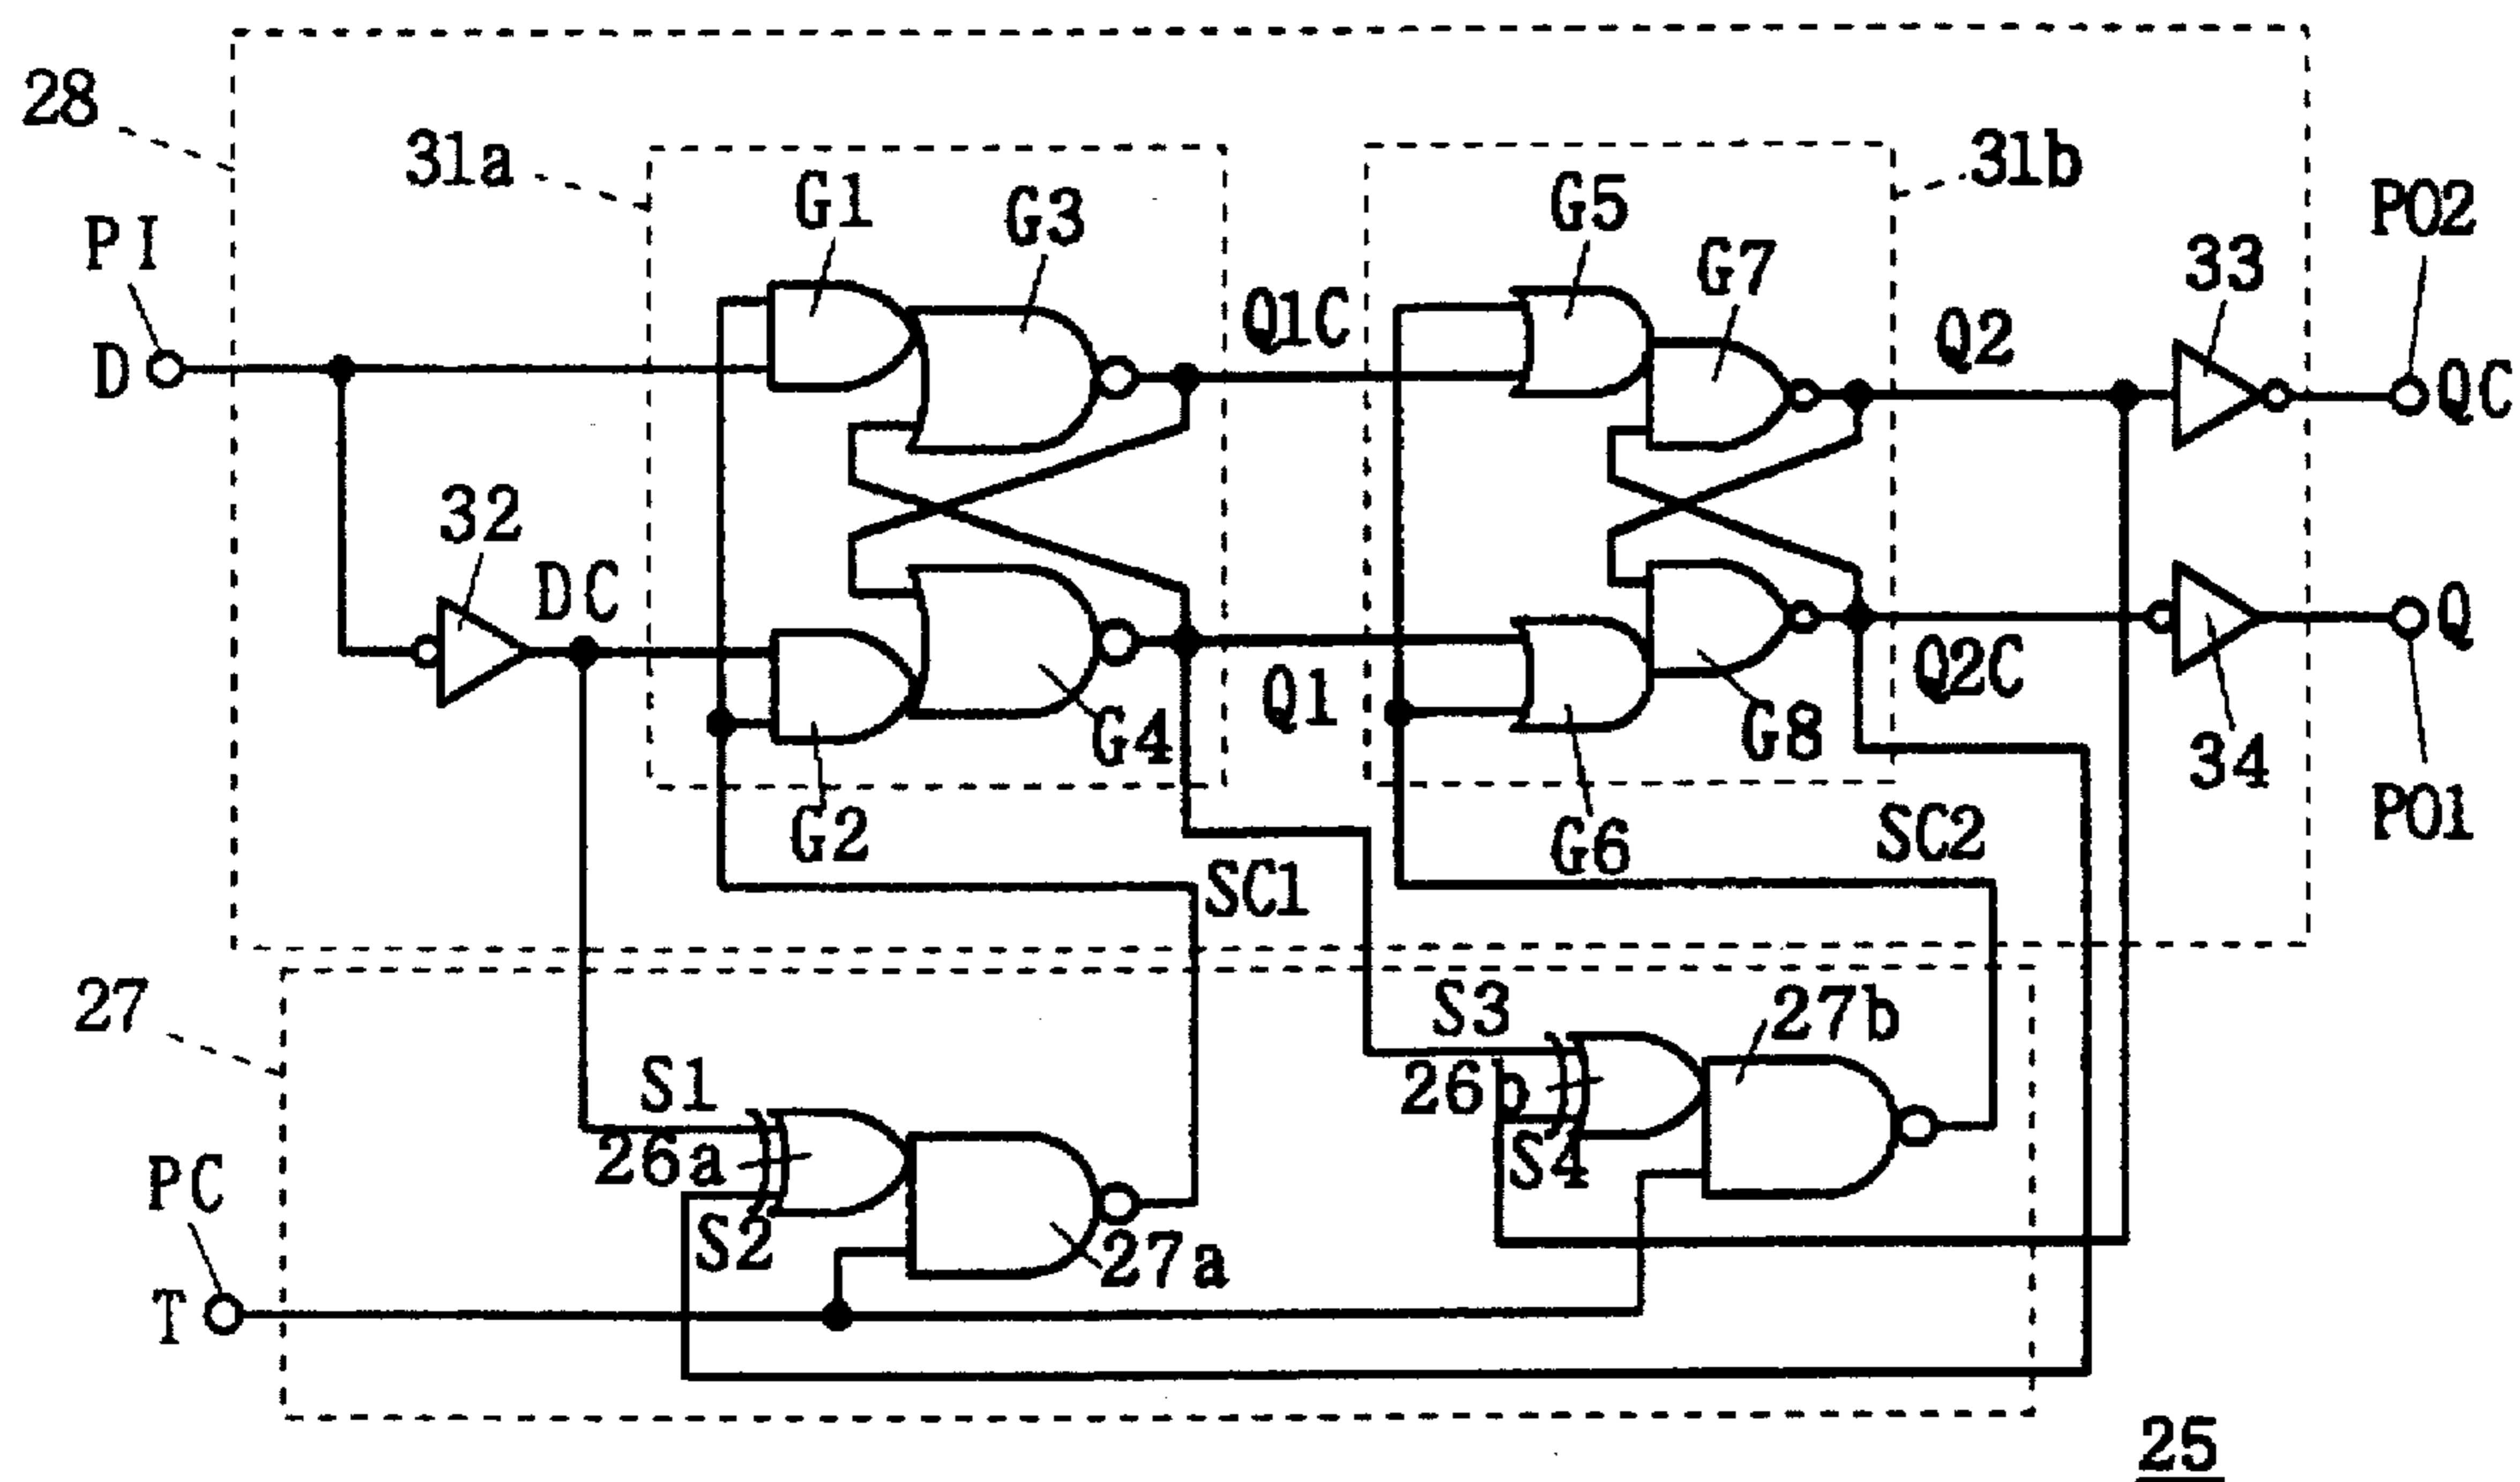 28
31a
31b
PI
G1
G3
G5
G7
PO2
33
Q1C
Q2
D
QC
32
DC
Q
Q1
Q2C
G4
G8
34
G2
G6
SC2
PO1
SC1
27
S3
27b
S1
26b
26a
S4
PC
S2
27a
T
25